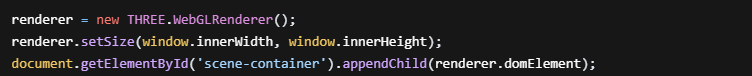 renderer = new THREE.WebGLRenderer();
renderer.setSize(window.innerWidth, window.innerHeight);
document.getElementById('scene-container').appendChild(renderer.domElement);